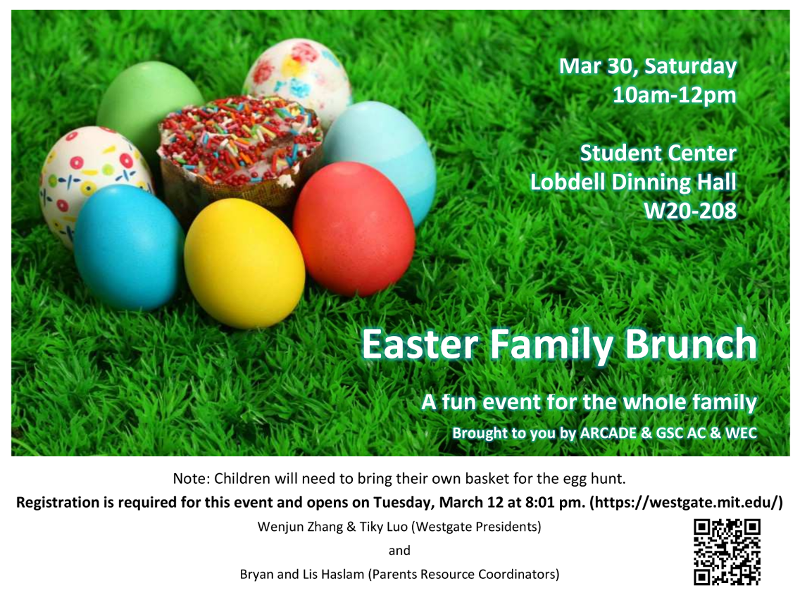 Mar 30, Saturday
10am-12pm
Student Center
Lobdell Dinning Hall
W20-208
Easter Family Brunch
A fun event for the whole family
Brought to you by ARCADE & GSC AC & WEC
Note: Children will need to bring their own basket for the egg hunt.
Registration is required for this event and opens on Tuesday, March 12 at 8:01 pm. (https://westgate.mit.edu/)
Wenjun Zhang & Tiky Luo (Westgate Presidents)
and
Bryan and Lis Haslam (Parents Resource Coordinators)